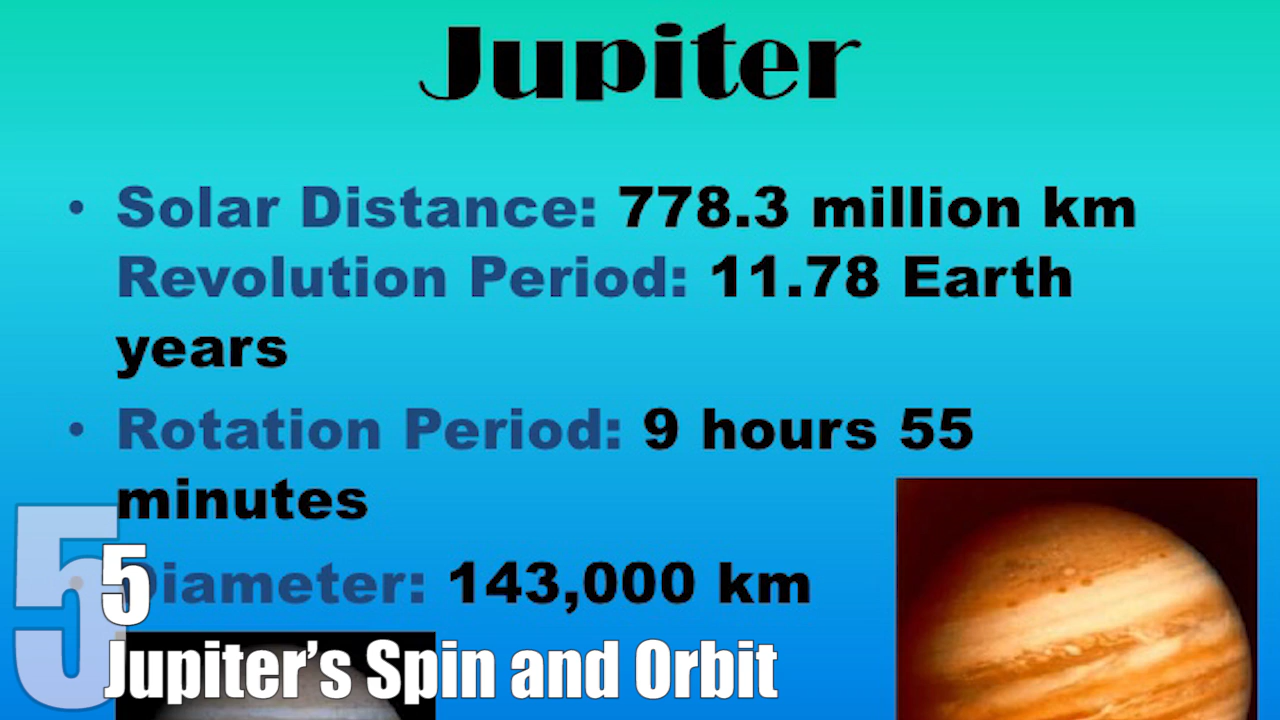 Jupiter
• Solar Distance: 778.3 million km
Revolution Period: 11.78 Earth
years
• Rotation Period: 9 hours 55
minutes
• Diameter: 143,000 km
5
5
Jupiter’s Spin and Orbit